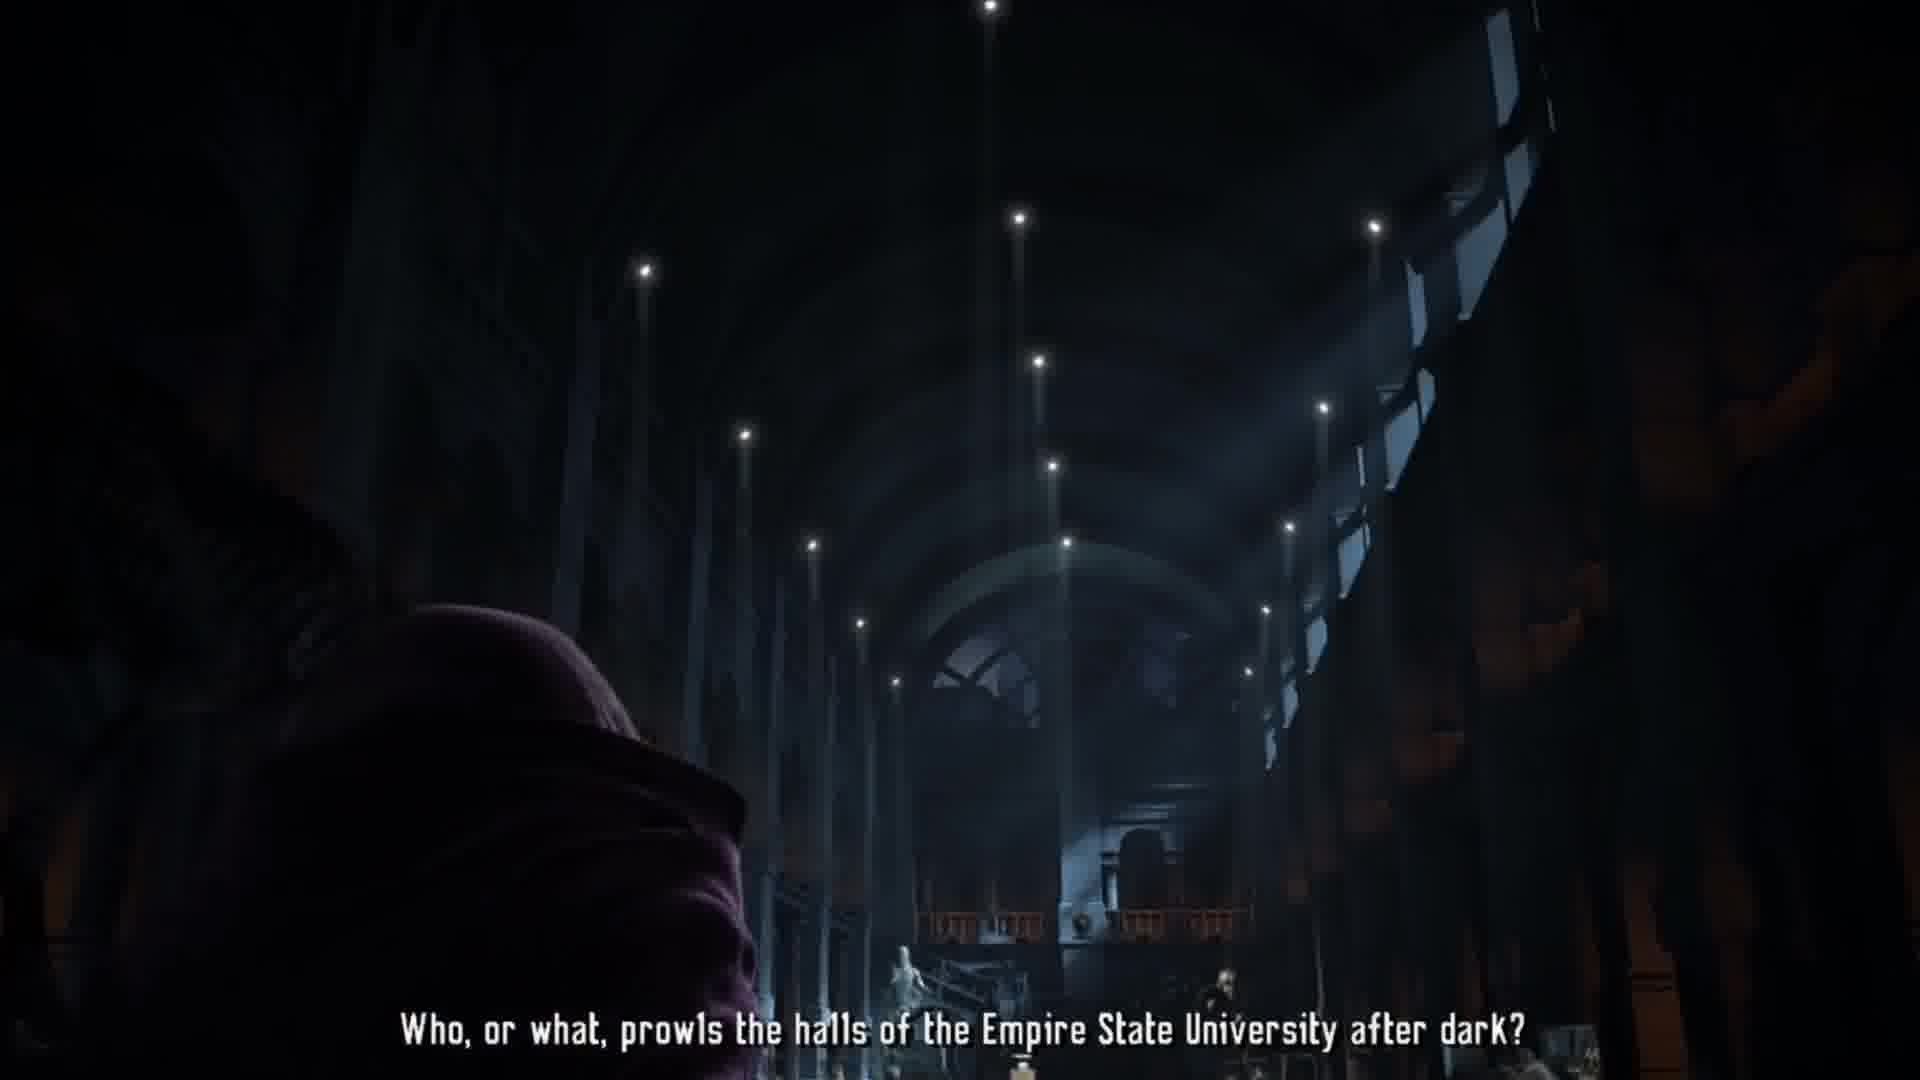 Who, or what, prowls the halls of the Empire State University after dark?